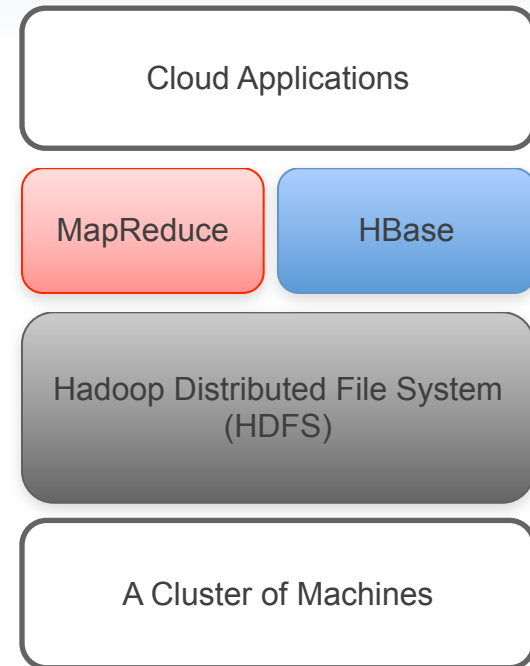 Cloud Applications
MapReduce
HBase
Hadoop Distributed File System
(HDFS)
A Cluster of Machines